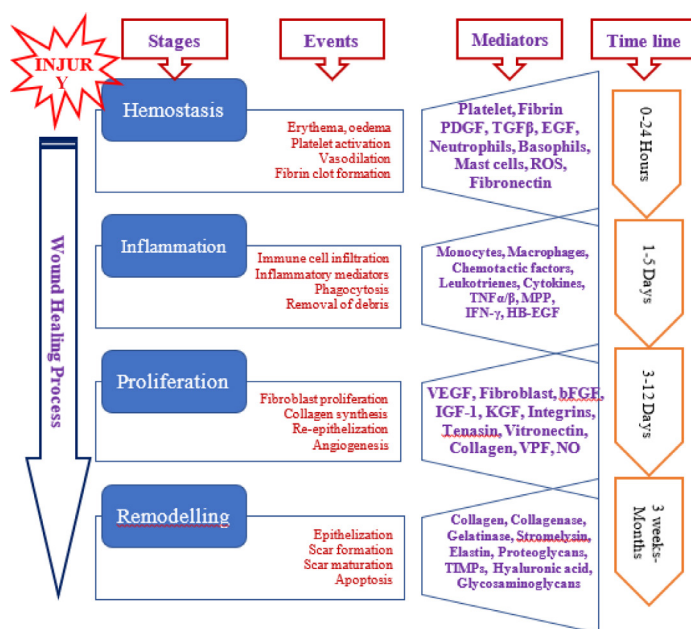 INJUR
Y
Stages
Events
Mediators
Time line
Wound Healing Process
Hemostasis
Erythema, oedema
Platelet activation
Vasodilation
Fibrin clot formation
Platelet, Fibrin
PDGF, TGFβ, EGF
Neutrophils, Basophils,
Mast cells, ROS,
Fibronectin
0-24 Hours
Inflammation
Immune cell infiltration
Inflammatory mediators
Phagocytosis
Removal of debris
Monocytes, Macrophages,
Chemotactic factors,
Leukotrienes, Cytokines,
TNFα/β, MPP,
IFN-γ, HB-EGF
1-5 Days
Proliferation
Fibroblast proliferation
Collagen synthesis
Re-epithelization
Angiogenesis
VEGF, Fibroblast, bFGF,
IGF-1, KGF, Integrins,
Tenasin, Vitronectin,
Collagen, VPF, NO
3-12 Days
Remodelling
Epithelization
Scar formation
Scar maturation
Apoptosis
Collagen, Collagenase,
Gelatinase, Stromelysin,
Elastin, Proteoglycans,
TIMPs, Hyaluronic acid,
Glycosaminoglycans
3 weeks-
Months